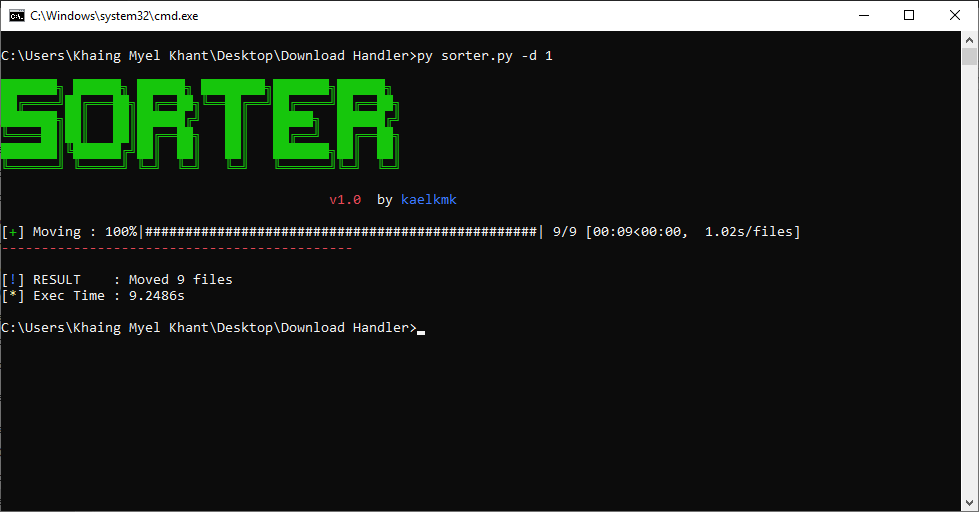 C:\Windows\system32\cmd.exe
C:\Users\Khaing Myel Khant\Desktop\Download Handler>py sorter.py -d 1
SORTER
v1.0  by kaelkmk
[+] Moving : 100%|#################################################| 9/9 [00:09<00:00,  1.02s/files]
--------------------------------------------
[!] RESULT    : Moved 9 files
[*] Exec Time : 9.2486s
C:\Users\Khaing Myel Khant\Desktop\Download Handler>